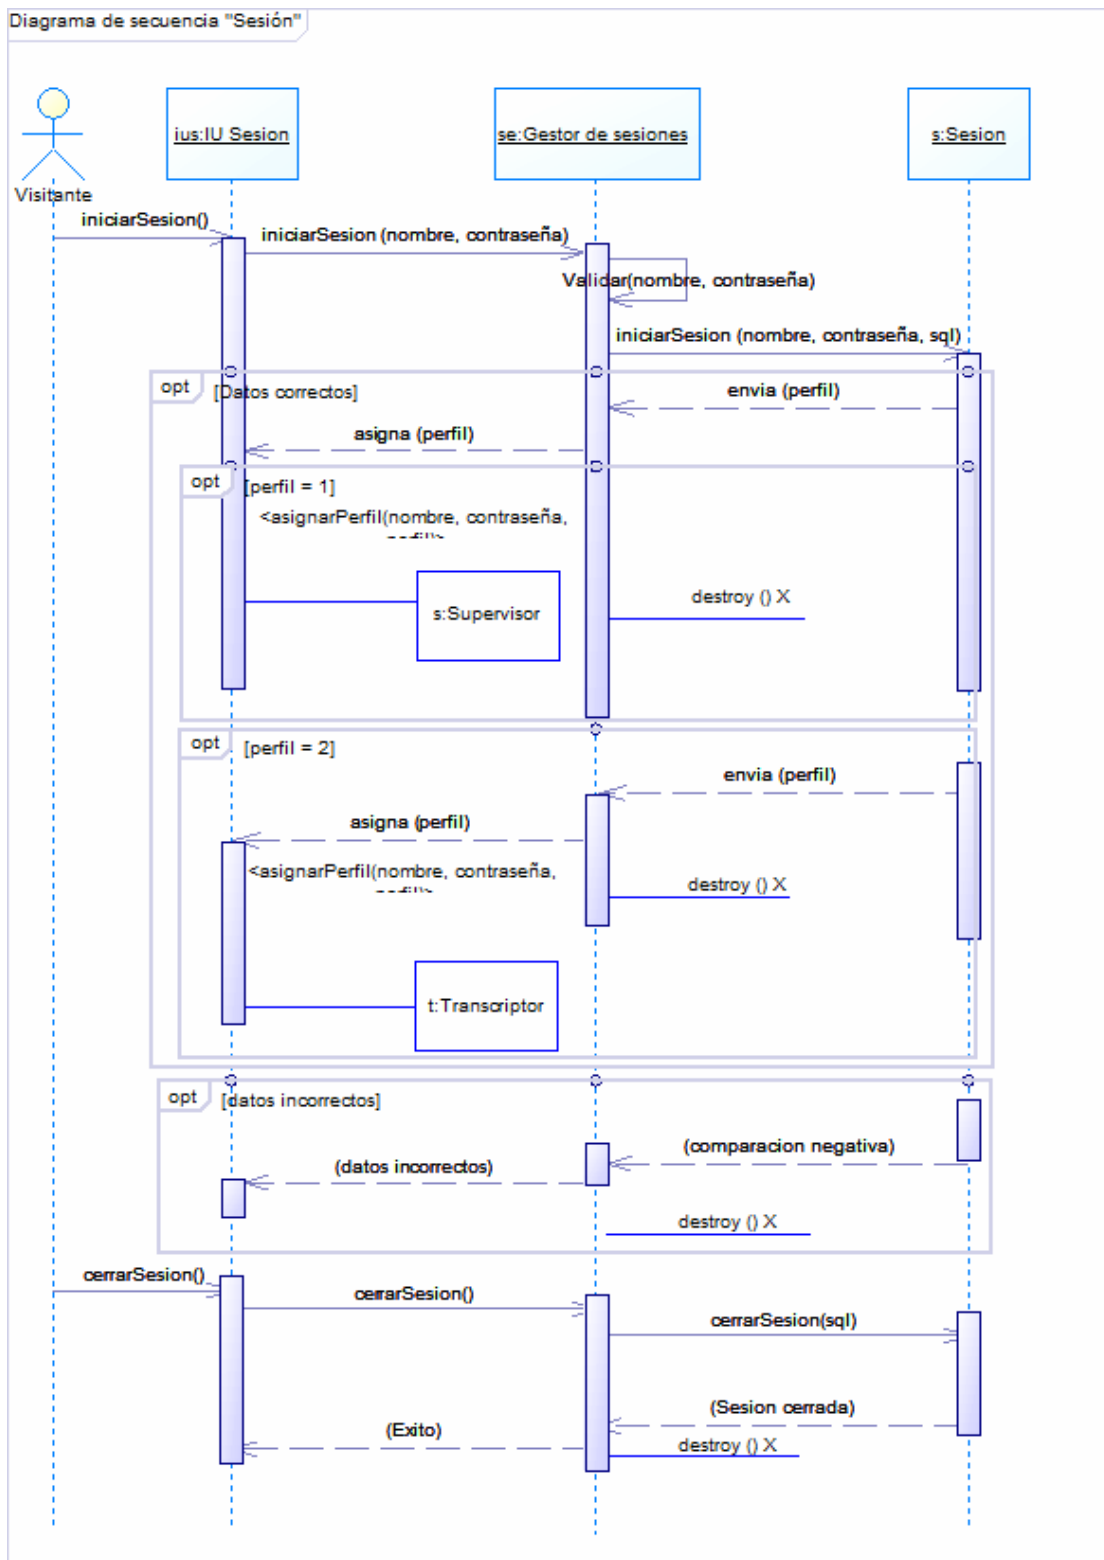 Diagrama de secuencia "Sesión"
ius:IU Sesion
se:Gestor de sesiones
s:Sesion
Visitante
iniciarSesion()
iniciarSesion (nombre, contraseña)
Validar(nombre, contraseña)
iniciarSesion (nombre, contraseña, sql)
opt
[Datos correctos]
envia (perfil)
asigna (perfil)
opt
[perfil = 1]
<asignarPerfil(nombre, contraseña,
perfil)>
s:Supervisor
destroy () X
opt
[perfil = 2]
envia (perfil)
asigna (perfil)
<asignarPerfil(nombre, contraseña,
perfil)>
destroy () X
t:Transcriptor
opt
[datos incorrectos]
(comparacion negativa)
(datos incorrectos)
destroy () X
cerrarSesion()
cerrarSesion()
cerrarSesion(sql)
(Sesion cerrada)
(Exito)
destroy () X